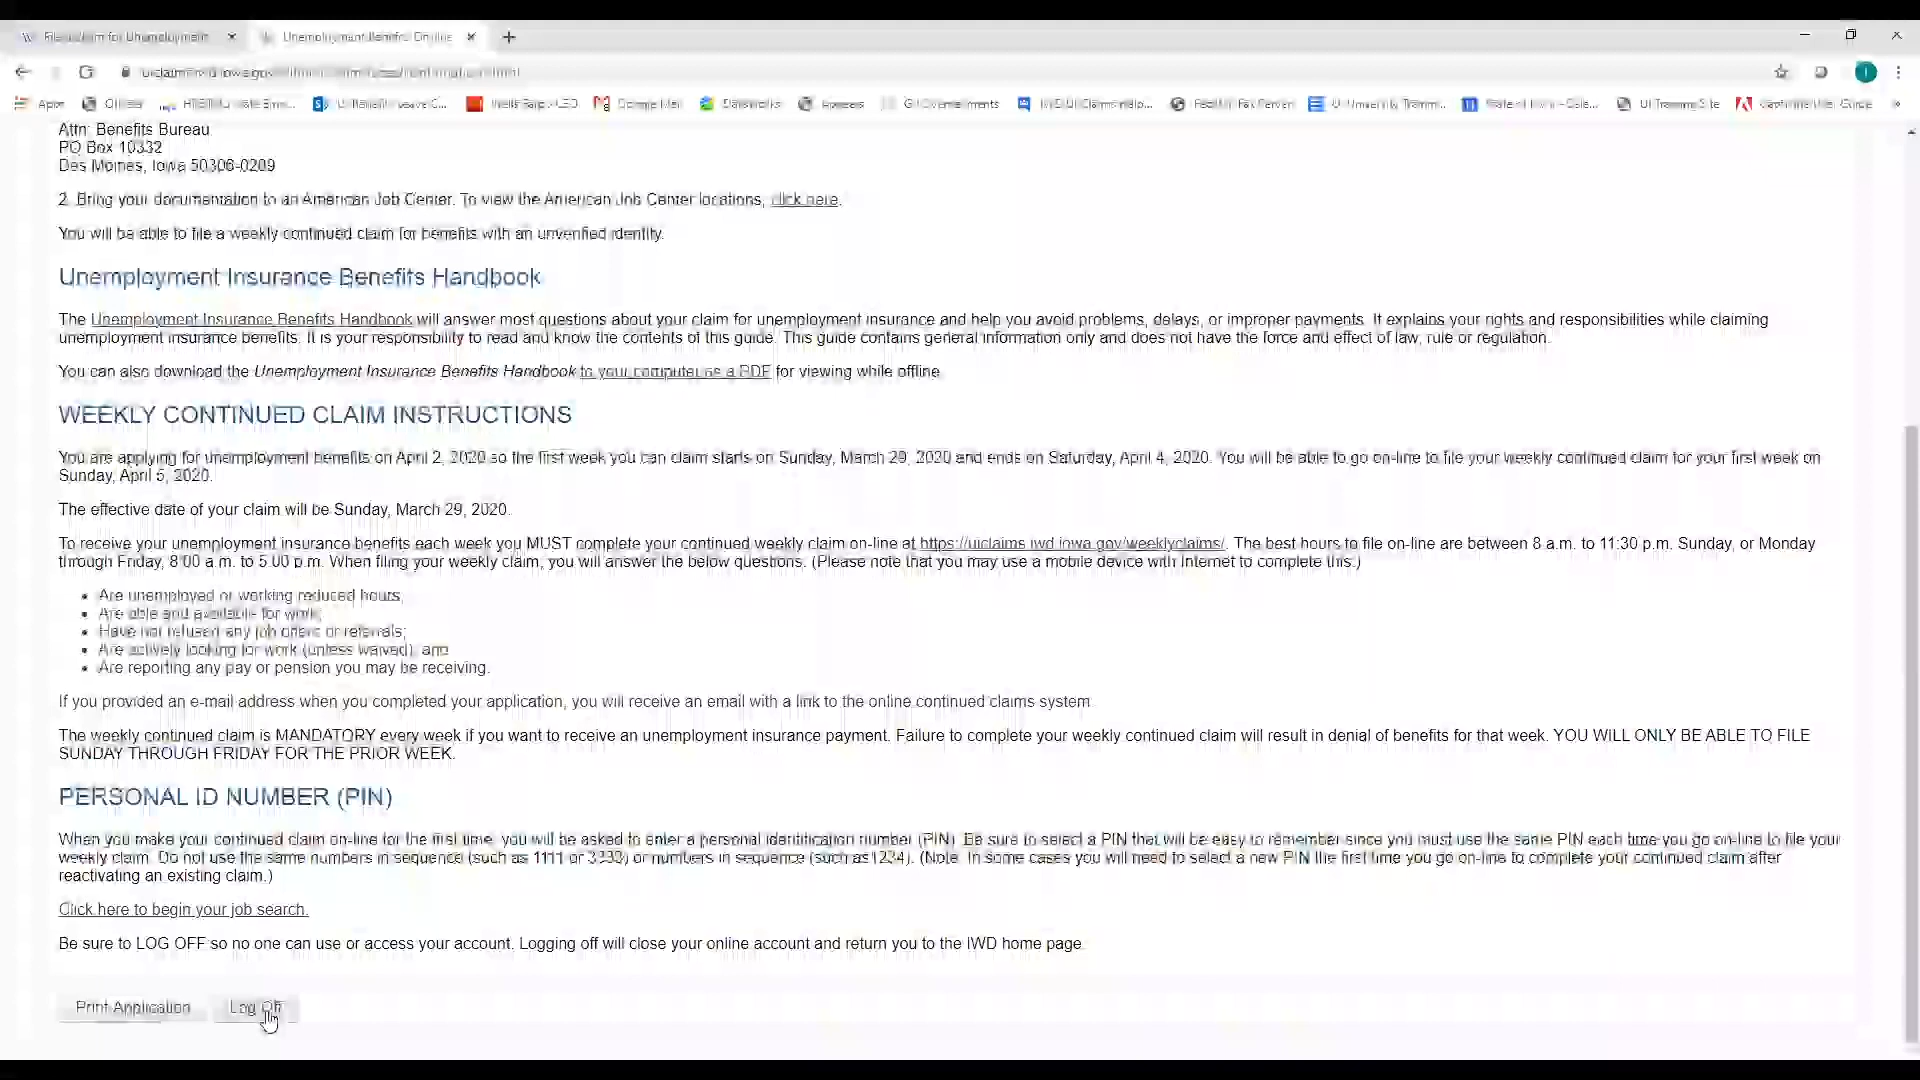 File a Claim for Unemployment
Unemployment Benefits Online
Apps
Google Mail
Dataworks
UI Training Site
Attn: Benefits Bureau
PO Box 10332
Des Moines, Iowa 50306-0209
2. Bring your documentation to an American Job Center. To view the American Job Center locations, click here.
You will be able to file a weekly continued claim for benefits with an unverified identity.
Unemployment Insurance Benefits Handbook
The Unemployment Insurance Benefits Handbook will answer most questions about your claim for unemployment insurance and help you avoid problems, delays, or improper payments. It explains your rights and responsibilities while claiming
unemployment insurance benefits. It is your responsibility to read and know the contents of this guide. This guide contains general information only and does not have the force and effect of law, rule or regulation.
You can also download the Unemployment Insurance Benefits Handbook to your computer as a PDF for viewing while offline.
WEEKLY CONTINUED CLAIM INSTRUCTIONS
You are applying for unemployment benefits on April 2, 2020 so the first week you can claim starts on Sunday, March 29, 2020 and ends on Saturday, April 4, 2020. You will be able to go on-line to file your weekly continued claim for your first week on
Sunday, April 5, 2020.
The effective date of your claim will be Sunday, March 29, 2020.
To receive your unemployment insurance benefits each week you MUST complete your continued weekly claim on-line at https://uiclaims.iwd.iowa.gov/weeklyclaims/. The best hours to file on-line are between 8 a.m. to 11:30 p.m. Sunday, or Monday
through Friday, 8:00 a.m. to 5:00 p.m. When filing your weekly claim, you will answer the below questions. (Please note that you may use a mobile device with Internet to complete this.)
• Are unemployed or working reduced hours;
• Are able and available for work;
• Have not refused any job offers or referrals;
• Are actively looking for work (unless waived); and
• Are reporting any pay or pension you may be receiving.
If you provided an e-mail address when you completed your application, you will receive an email with a link to the online continued claims system.
The weekly continued claim is MANDATORY every week if you want to receive an unemployment insurance payment. Failure to complete your weekly continued claim will result in denial of benefits for that week. YOU WILL ONLY BE ABLE TO FILE
SUNDAY THROUGH FRIDAY FOR THE PRIOR WEEK.
PERSONAL ID NUMBER (PIN)
When you make your continued claim on-line for the first time, you will be asked to enter a personal identification number (PIN). Be sure to select a PIN that will be easy to remember since you must use the same PIN each time you go on-line to file your
weekly claim. Do not use the same numbers in sequence (such as 1111 or 3333) or numbers in sequence (such as 1234). (Note: In some cases you will need to select a new PIN the first time you go on-line to complete your continued claim after
reactivating an existing claim.)
Click here to begin your job search.
Be sure to LOG OFF so no one can use or access your account. Logging off will close your online account and return you to the IWD home page.
Print Application Log Off